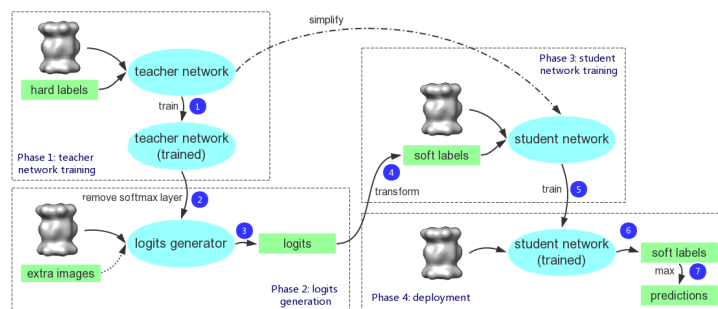 simplify
hard labels
teacher network
train
1
teacher network
(trained)
Phase 1: teacher
network training
remove softmax layer
2
logits generator
3
logits
extra images
Phase 2: logits
generation
4
transform
Phase 3: student
network training
soft labels
student network
train
5
student network
(trained)
6
soft labels
max
7
predictions
Phase 4: deployment